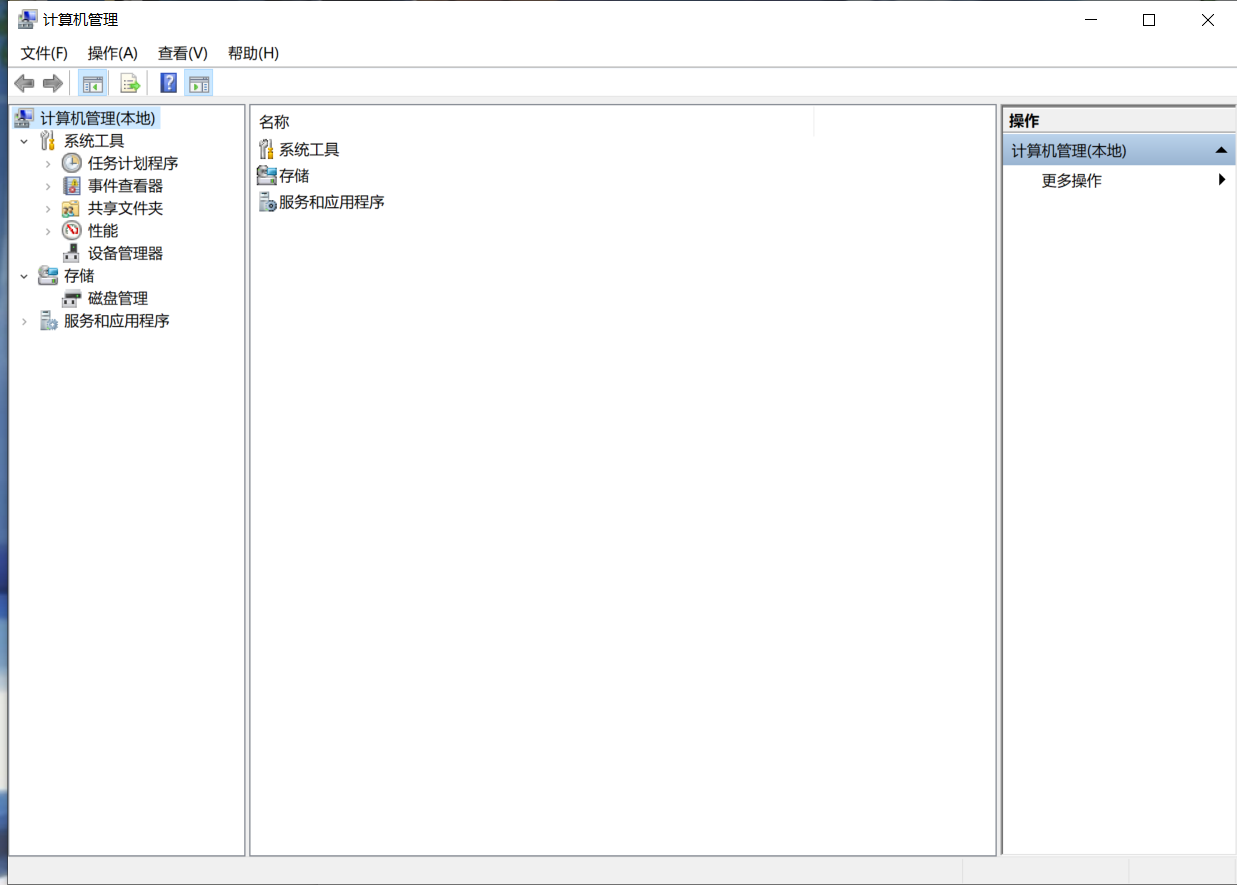 计算机管理
文件(F) 操作(A) 查看(V) 帮助(H)
计算机管理(本地)
系统工具
任务计划程序
事件查看器
共享文件夹
性能
设备管理器
存储
磁盘管理
服务和应用程序
名称
系统工具
存储
服务和应用程序
操作
计算机管理(本地)
更多操作